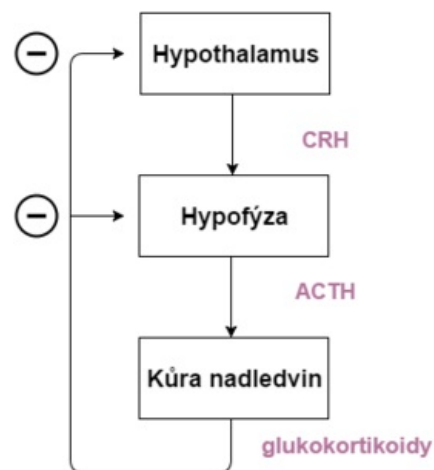 Hypothalamus
CRH
Hypofýza
ACTH
Kůra nadledvin
glukokortikoidy